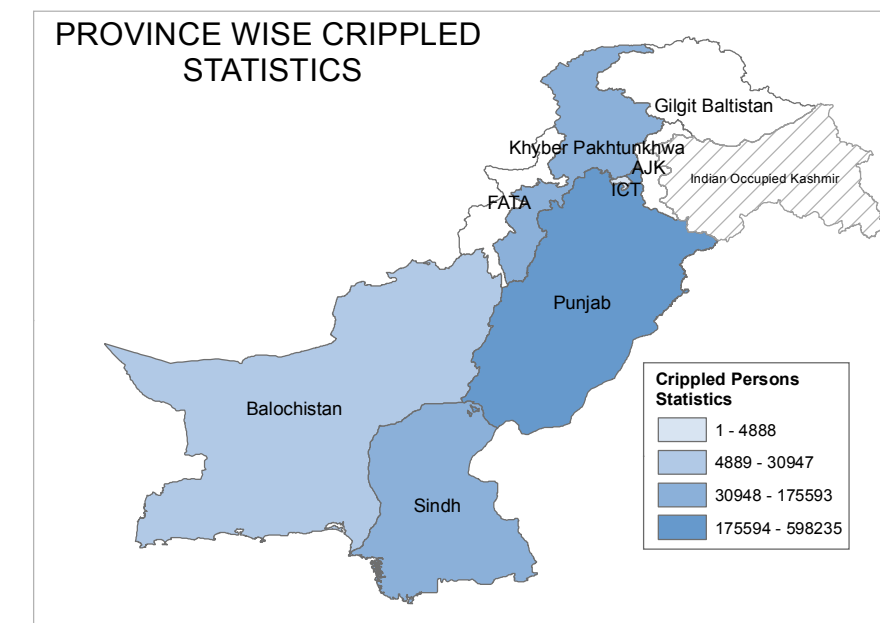 PROVINCE WISE CRIPPLED
STATISTICS
Gilgit Baltistan
Khyber Pakhtunkhwa
AJK
Indian Occupied Kashmir
ICT
FATA
Punjab
Balochistan
Sindh
Crippled Persons
Statistics
1 - 4888
4889 - 30947
30948 - 175593
175594 - 598235